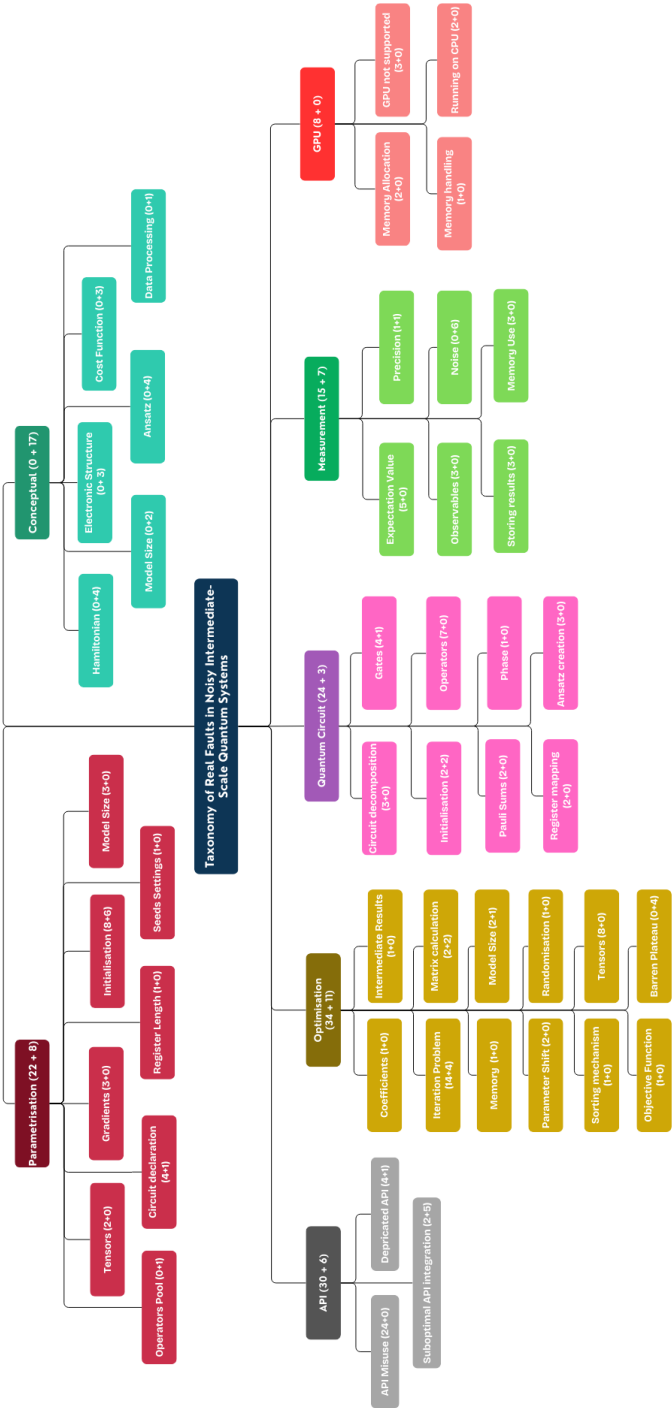 Parametrisation (22 + 8)
Tensors (2+0)
Gradients (3+0)
Initialisation (8+6)
Model Size (3+0)
Operators Pool (0+1)
Circuit declaration
(4+1)
Register Length (1+0)
Seeds Settings (1+0)
Conceptual (0 + 17)
Hamiltonian (0+4)
Electronic Structure
(0+ 3)
Cost Function (0+3)
Model Size (0+2)
Ansatz (0+4)
Data Processing (0+1)
Taxonomy of Real Faults in Noisy Intermediate-
Scale Quantum Systems
API (30 + 6)
API Misuse (24+0)
Depricated API (4+1)
Suboptimal API integration (2+5)
Optimisation
(34 + 11)
Coefficients (1+0)
Intermediate Results
(1+0)
Iteration Problem
(14+4)
Matrix calculation
(2+2)
Memory (1+0)
Model Size (2+1)
Parameter Shift (2+0)
Randomisation (1+0)
Sorting mechanism
(1+0)
Tensors (8+0)
Objective Function
(1+0)
Barren Plateau (0+4)
Quantum Circuit (24 + 3)
Circuit decomposition
(3+0)
Gates (4+1)
Initialisation (2+2)
Operators (7+0)
Pauli Sums (2+0)
Phase (1+0)
Register mapping
(2+0)
Ansatz creation (3+0)
Measurement (15 + 7)
Expectation Value
(5+0)
Precision (1+1)
Observables (3+0)
Noise (0+6)
Storing results (3+0)
Memory Use (3+0)
GPU (8 + 0)
Memory Allocation
(2+0)
GPU not supported
(3+0)
Memory handling
(1+0)
Running on CPU (2+0)